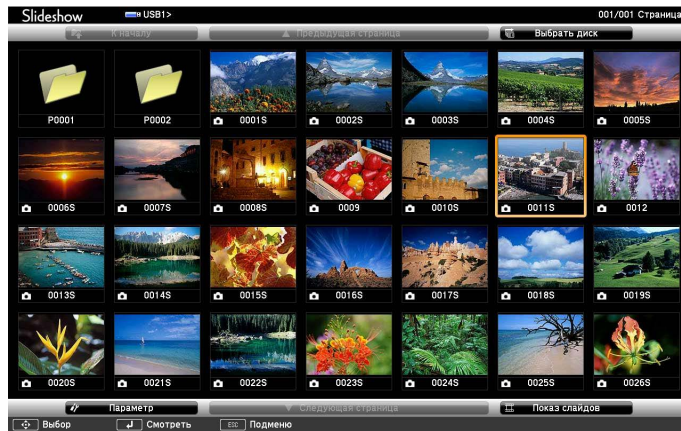 Slideshow USB1> 001/001 Страница
К началу Предыдущая страница Выбрать диск
P0001 P0002 0001S 0002S 0003S 0004S 0005S
0006S 0007S 0008S 0009 0010S 0011S 0012
0013S 0014S 0015S 0016S 0017S 0018S 0019S
0020S 0021S 0022S 0023S 0024S 0025S 0026S
Параметр Следующая страница Показ слайдов
Выбор Смотреть ESC Подменю